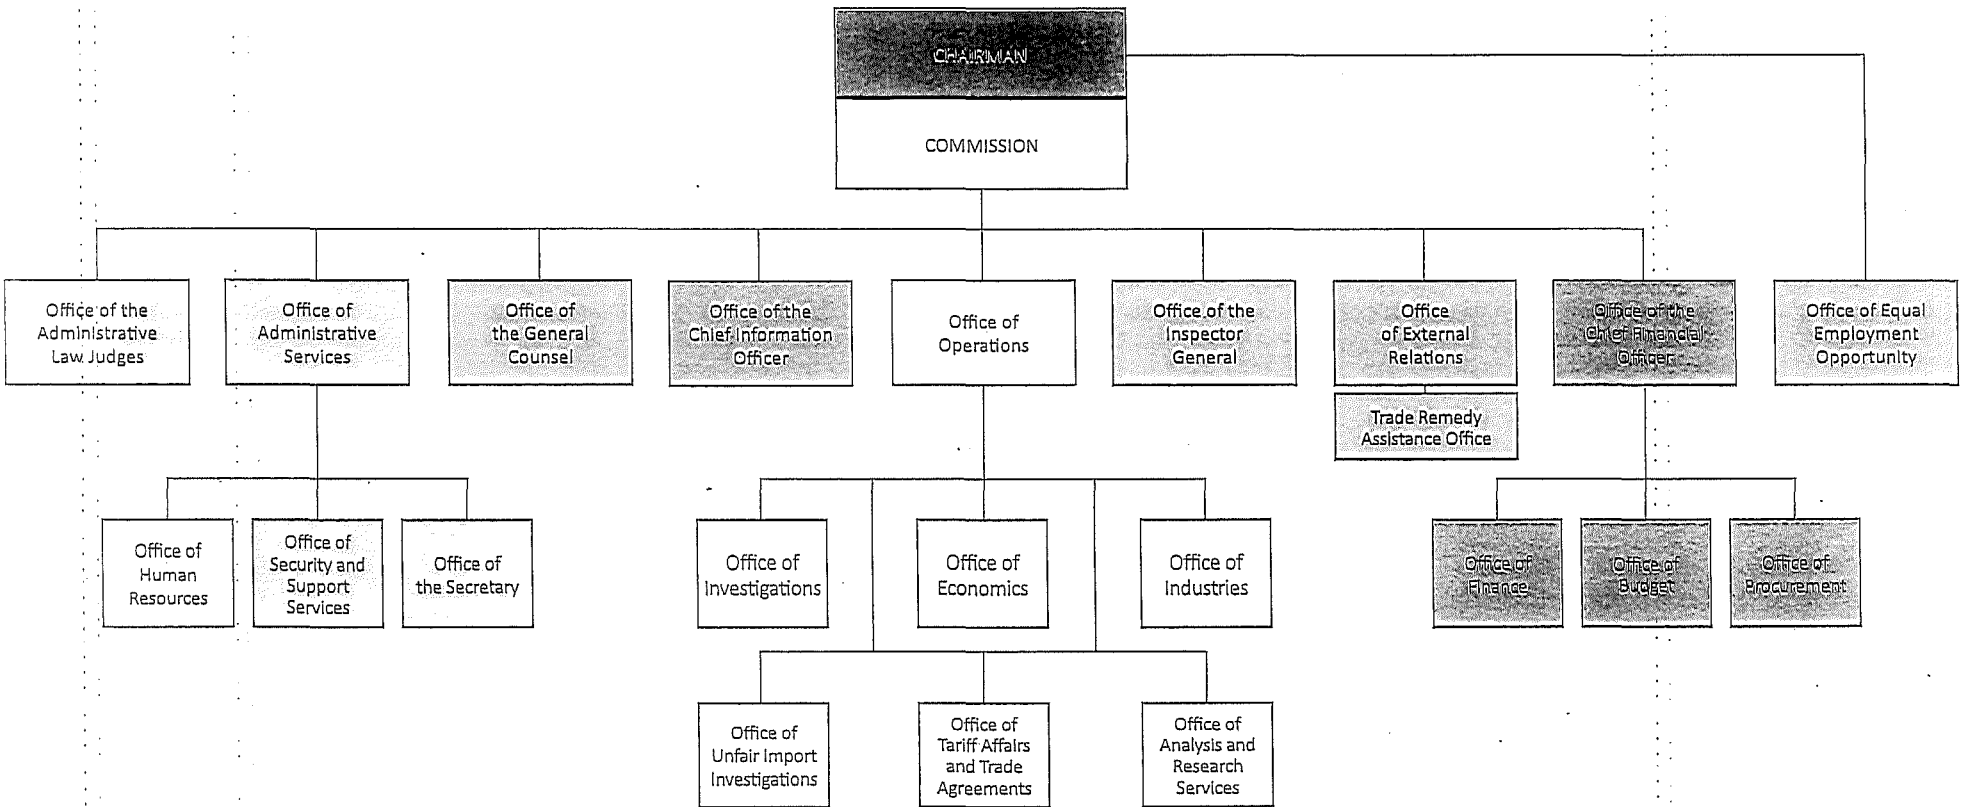 CHAIRMAN
COMMISSION
Office of the
Administrative
Law Judges
Office of
Administrative
Services
Office of
the General
Counsel
Office of the
Chief Information
Officer
Office of
Operations
Office of the
Inspector
General
Office
of External
Relations
Office of the
Chief Financial
Officer
Office of Equal
Employment
Opportunity
Trade Remedy
Assistance Office
Office of
Human
Resources
Office of
Security and
Support
Services
Office of
the Secretary
Office of
Investigations
Office of
Economics
Office of
Industries
Office of
Finance
Office of
Budget
Office of
Procurement
Office of
Unfair Import
Investigations
Office of
Tariff Affairs
and Trade
Agreements
Office of
Analysis and
Research
Services